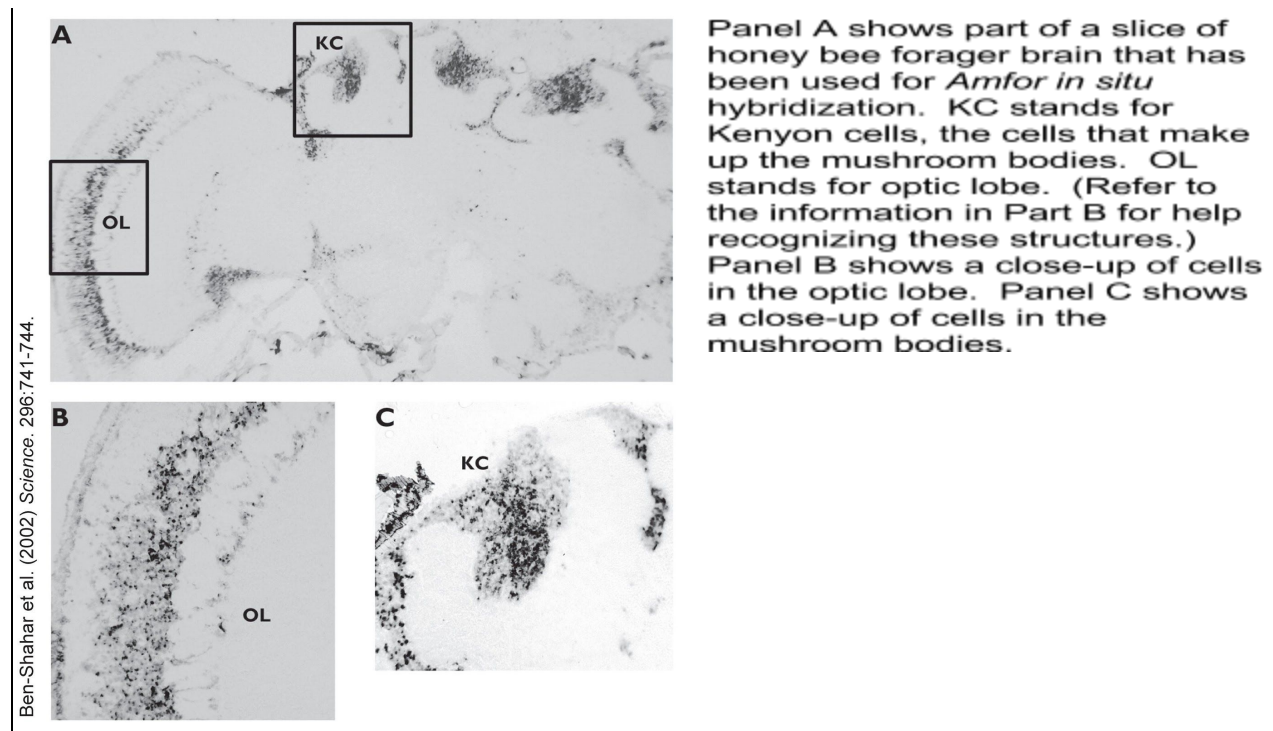 A
KC
OL
Panel A shows part of a slice of
honey bee forager brain that has
been used for Amfor in situ
hybridization. KC stands for
Kenyon cells, the cells that make
up the mushroom bodies. OL
stands for optic lobe. (Refer to
the information in Part B for help
recognizing these structures.)
Panel B shows a close-up of cells
in the optic lobe. Panel C shows
a close-up of cells in the
mushroom bodies.
B
OL
C
KC
Ben-Shahar et al. (2002) Science. 296:741-744.